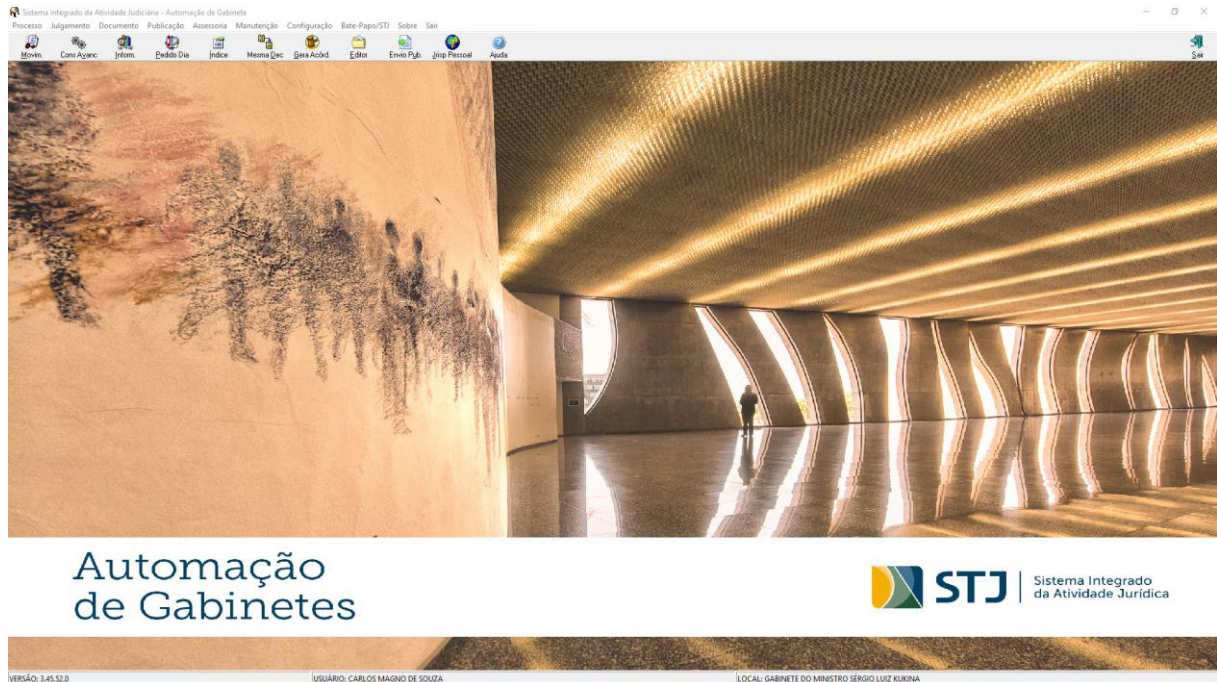 Sistema Integrado da Atividade Judiciária - Automação de Gabinete
Processo Julgamento Documento Publicação Assessoria Manutenção Configuração Bate-Papo/STJ Sobre Sair
Movim. Cons Avanc Inform. Pedido Dia Índice Mesma Dec Gera Acórd. Editor Envio Pub. Jrisp Pessoal Ajuda Sair
Automação
de Gabinetes
STJ
Sistema Integrado
da Atividade Jurídica
VERSÃO: 3.45.52.0 USUÁRIO: CARLOS MAGNO DE SOUZA LOCAL: GABINETE DO MINISTRO SÉRGIO LUIZ KUKINA